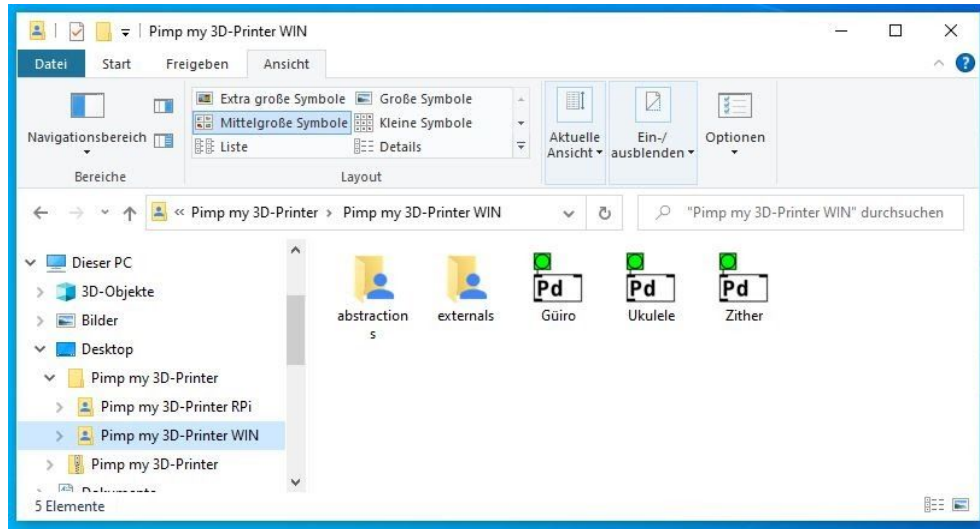 Pimp my 3D-Printer WIN
Datei Start Freigeben Ansicht
Extra große Symbole Große Symbole
Mittelgroße Symbole Kleine Symbole
Liste Details
Navigationsbereich
Aktuelle Ansicht
Ein-/ ausblenden
Optionen
Bereiche Layout
« Pimp my 3D-Printer › Pimp my 3D-Printer WIN
"Pimp my 3D-Printer WIN" durchsuchen
Dieser PC
3D-Objekte
Bilder
Desktop
Pimp my 3D-Printer
Pimp my 3D-Printer RPi
Pimp my 3D-Printer WIN
Pimp my 3D-Printer
Pd Pd Pd
abstraction
s
externals
Güiro
Ukulele
Zither
5 Elemente